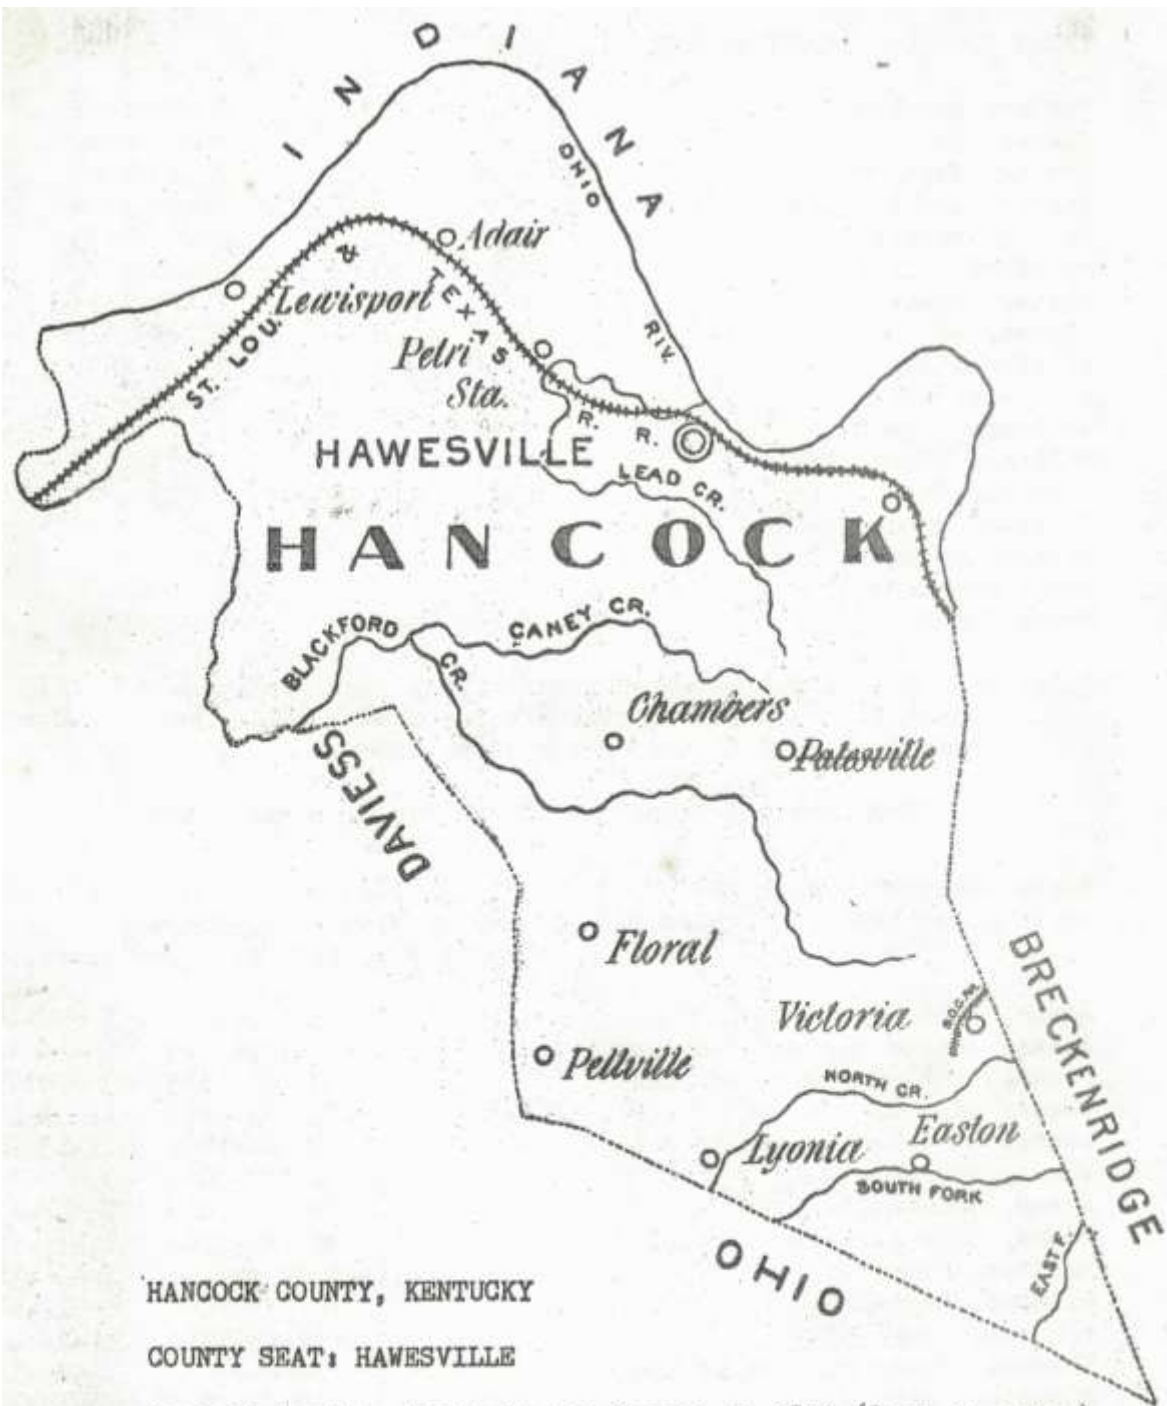 INDIANA
OHIO
RIV.
Adair
Lewisport
ST. LOU. & TEXAS R. R.
Petri
Sta.
HAWESVILLE
LEAD CR.
HANCOCK
BLACKFORD
CR.
CANEY CR.
Chambers
Patesville
DAVIESS
Floral
Victoria
BRECKENRIDGE
Pellville
NORTH CR.
Easton
Lyonia
SOUTH FORK
EAST F.
OHIO
HANCOCK COUNTY, KENTUCKY
COUNTY SEAT: HAWESVILLE